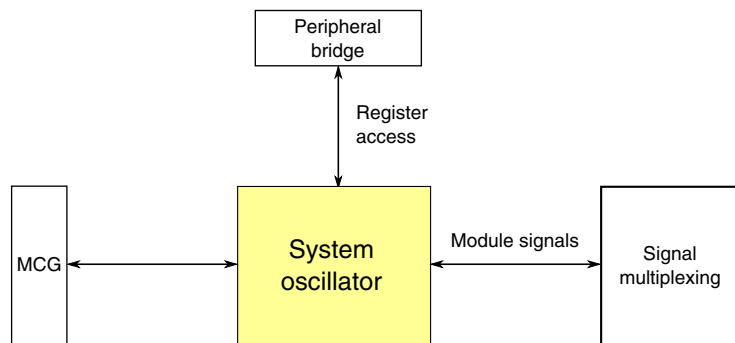 Peripheral
bridge
Register
access
MCG
System
oscillator
Module signals
Signal
multiplexing